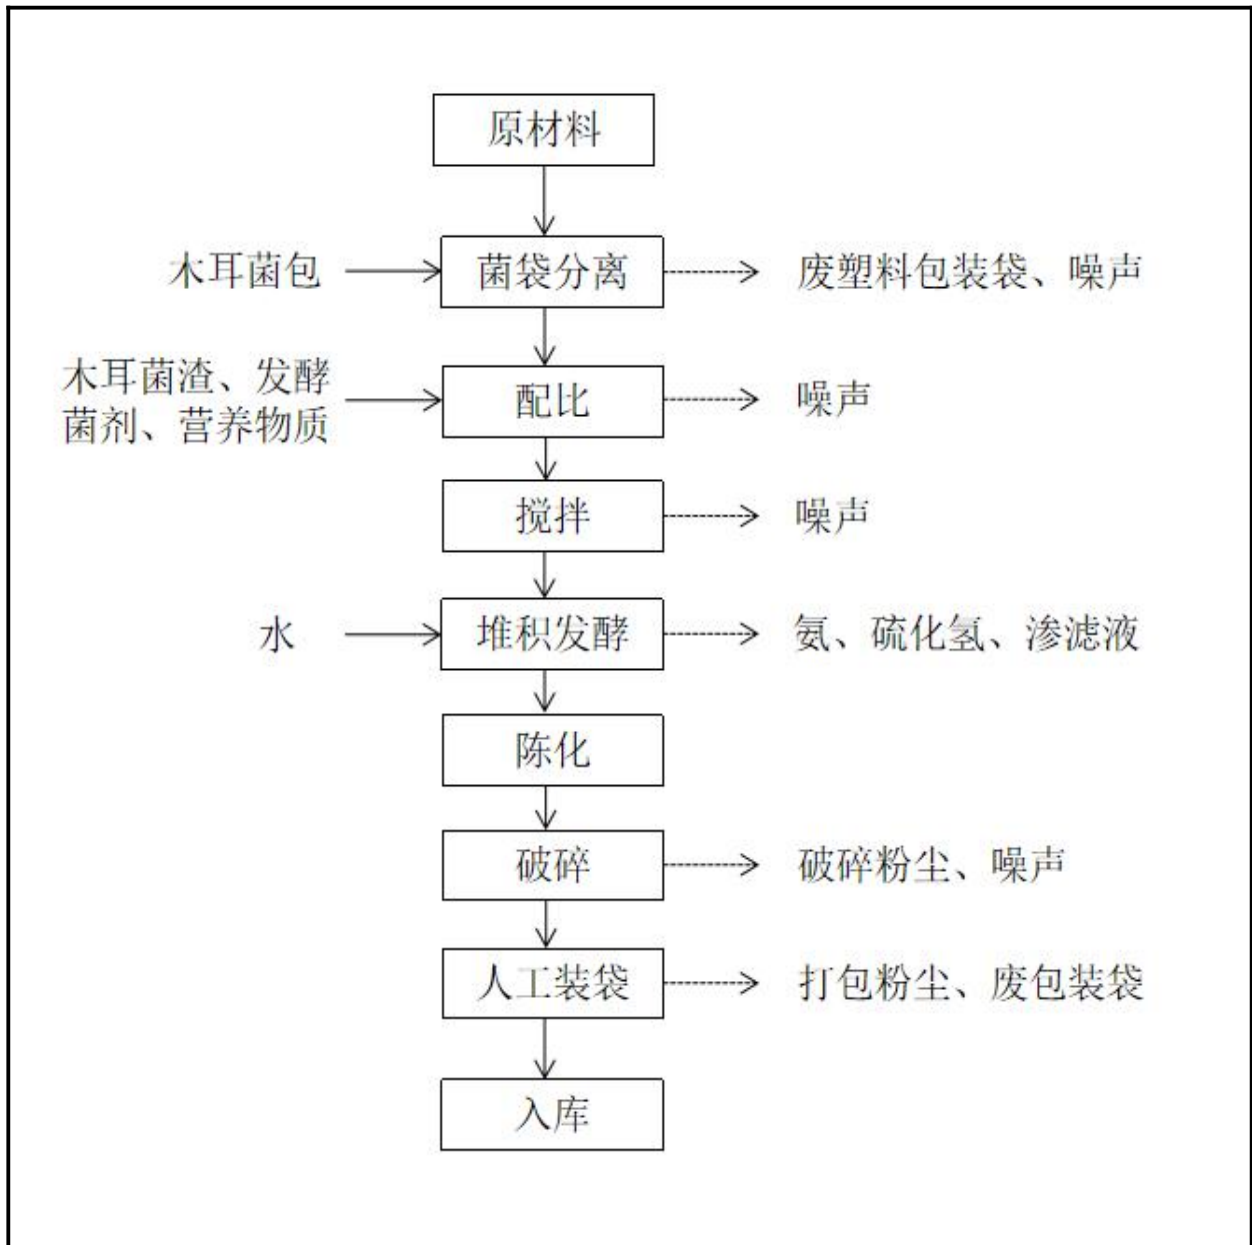 原材料
木耳菌包
菌袋分离
废塑料包装袋、噪声
木耳菌渣、发酵
菌剂、营养物质
配比
噪声
搅拌
噪声
水
堆积发酵
氨、硫化氢、渗滤液
陈化
破碎
破碎粉尘、噪声
人工装袋
打包粉尘、废包装袋
入库